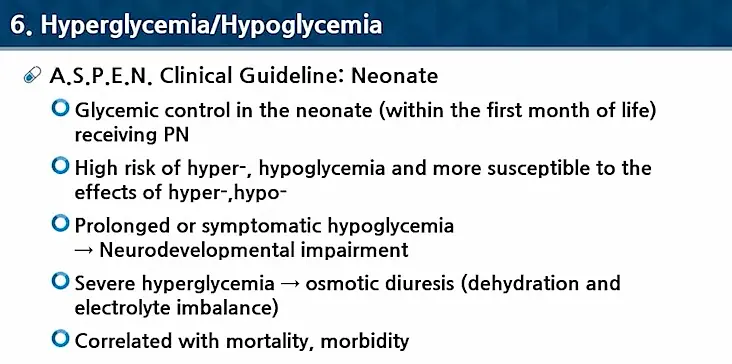 6. Hyperglycemia/Hypoglycemia
A.S.P.E.N. Clinical Guideline: Neonate
Glycemic control in the neonate (within the first month of life)
receiving PN
High risk of hyper-, hypoglycemia and more susceptible to the
effects of hyper-,hypo-
Prolonged or symptomatic hypoglycemia
→ Neurodevelopmental impairment
Severe hyperglycemia → osmotic diuresis (dehydration and
electrolyte imbalance)
Correlated with mortality, morbidity